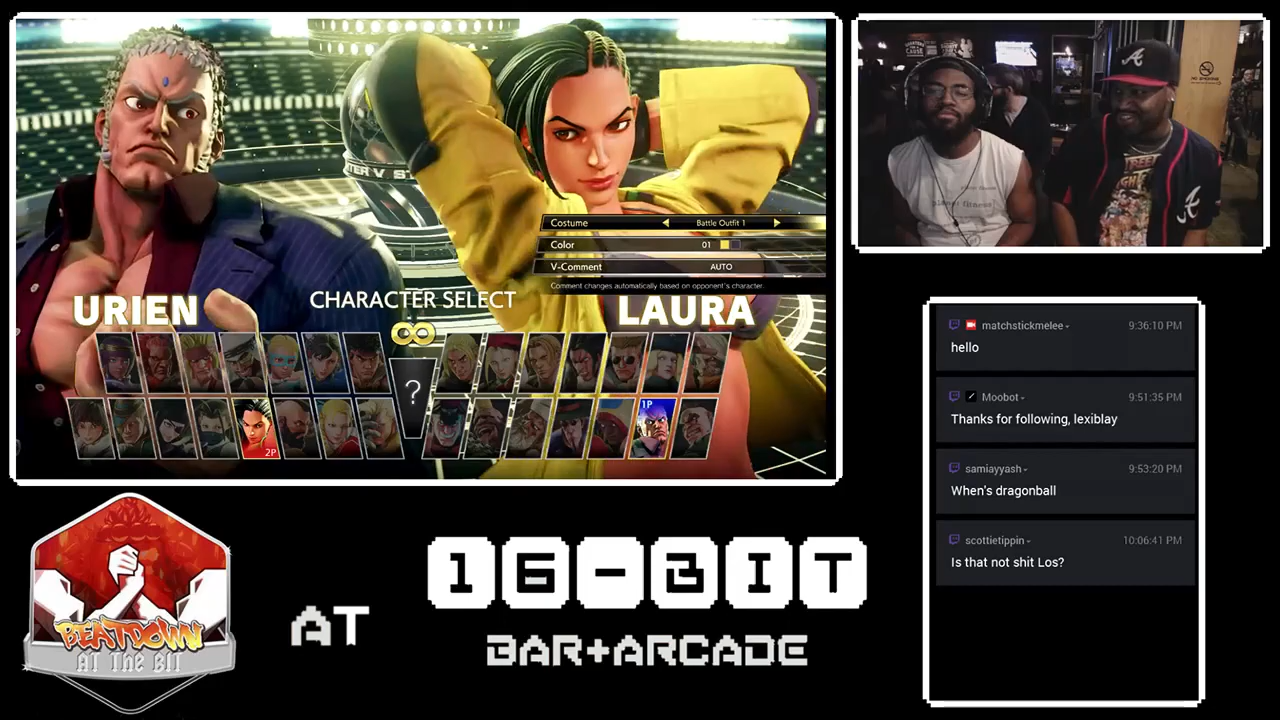 Costume
Battle Outfit 1
Color
01
V-Comment
AUTO
Comment changes automatically based on opponent's character.
URIEN
CHARACTER SELECT
LAURA
?
1P
2P
matchstickmelee
9:36:10 PM
hello
Moobot
9:51:35 PM
Thanks for following, lexiblay
samiayyash
9:53:20 PM
When's dragonball
scottietippin
10:06:41 PM
Is that not shit Los?
BEATDOWN
AT THE BIT
AT
16-BIT
BAR+ARCADE